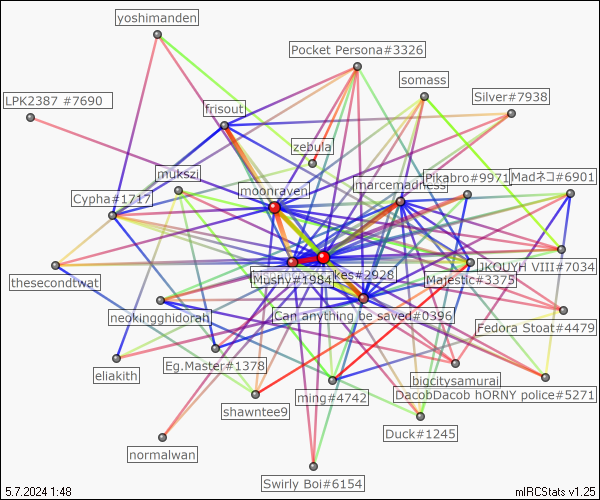 yoshimanden
Pocket Persona#3326
somass
LPK2387 #7690
Silver#7938
frisout
zebula
mukszi
Pikabro#9971
Madネコ#6901
moonraven
marcemadness
Cypha#1717
JKOUYH VIII#7034
thesecondtwat
Mushy#1984
kes#2928
Majestic#3375
neokingghidorah
Can anything be saved#0396
Fedora Stoat#4479
Eg.Master#1378
eliakith
bigcitysamurai
DacobDacob hORNY police#5271
ming#4742
shawntee9
Duck#1245
normalwan
Swirly Boi#6154
5.7.2024 1:48
mIRCStats v1.25